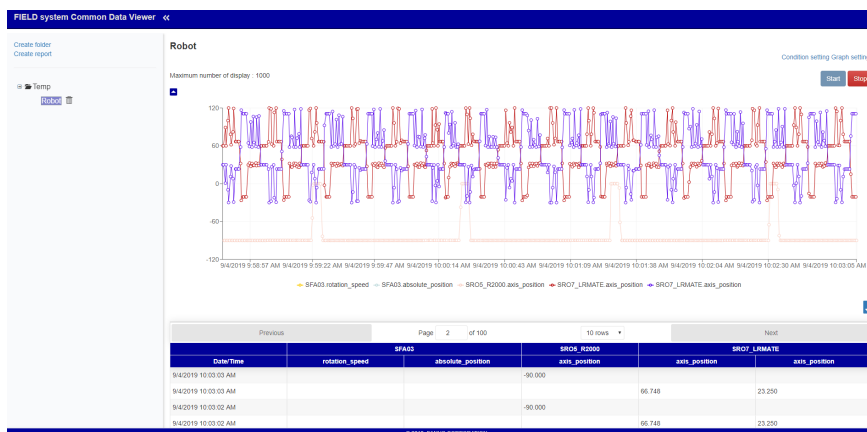 FIELD system Common Data Viewer «
Create folder
Create report
Temp
Robot
Robot
Condition setting Graph setting
Maximum number of display : 1000
Start Stop
120
60
0
-60
-120
9/4/2019 9:58:57 AM 9/4/2019 9:59:22 AM 9/4/2019 9:59:47 AM 9/4/2019 10:00:14 AM 9/4/2019 10:00:43 AM 9/4/2019 10:01:09 AM 9/4/2019 10:01:38 AM 9/4/2019 10:02:04 AM 9/4/2019 10:02:30 AM 9/4/2019 10:03:05 AM
SFA03.rotation_speed SFA03.absolute_position SRO5_R2000.axis_position SRO7_LRMATE.axis_position SRO7_LRMATE.axis_position
Previous Page 2 of 100 10 rows Next
SFA03 SRO5_R2000 SRO7_LRMATE
Date/Time rotation_speed absolute_position axis_position axis_position axis_position
9/4/2019 10:03:03 AM -90.000
9/4/2019 10:03:03 AM 66.748 23.250
9/4/2019 10:03:02 AM -90.000
9/4/2019 10:03:02 AM 66.748 23.250